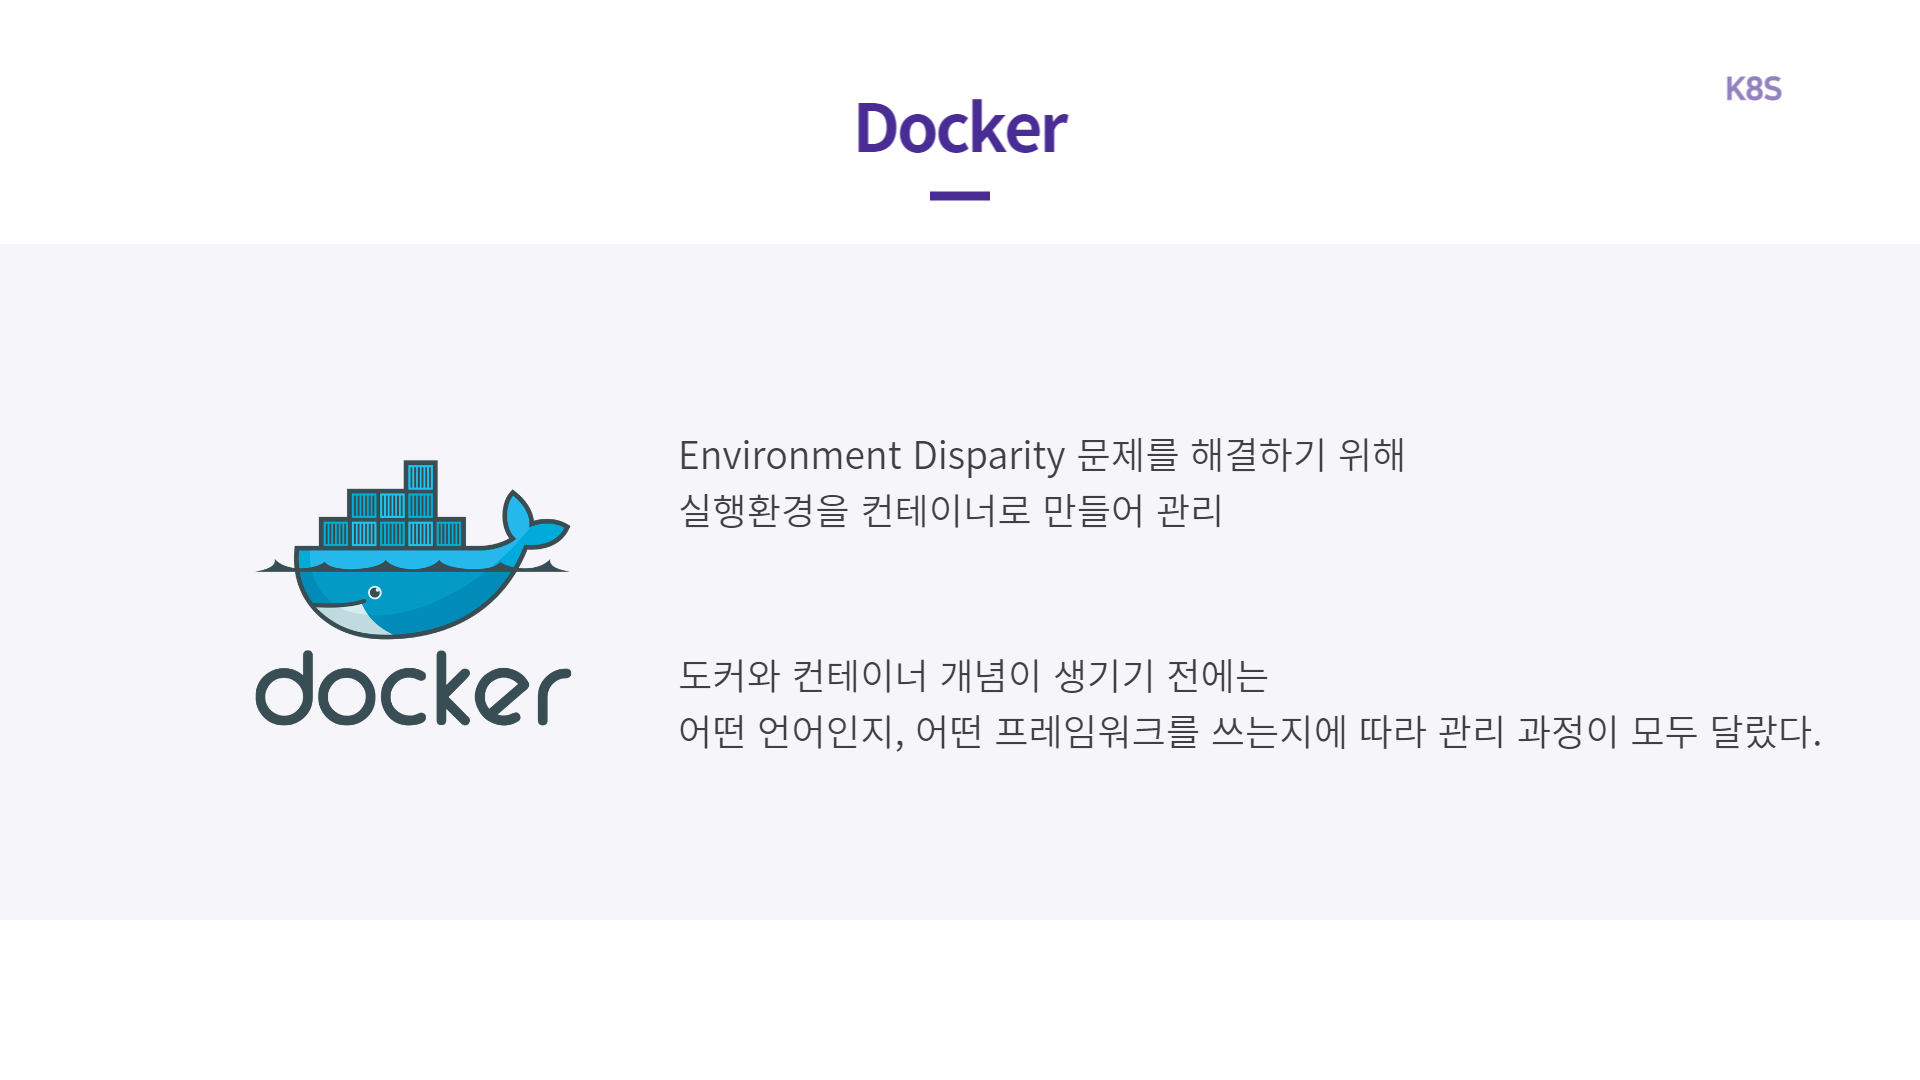 K8S
Docker
docker
Environment Disparity 문제를 해결하기 위해
실행환경을 컨테이너로 만들어 관리
도커와 컨테이너 개념이 생기기 전에는
어떤 언어인지, 어떤 프레임워크를 쓰는지에 따라 관리 과정이 모두 달랐다.